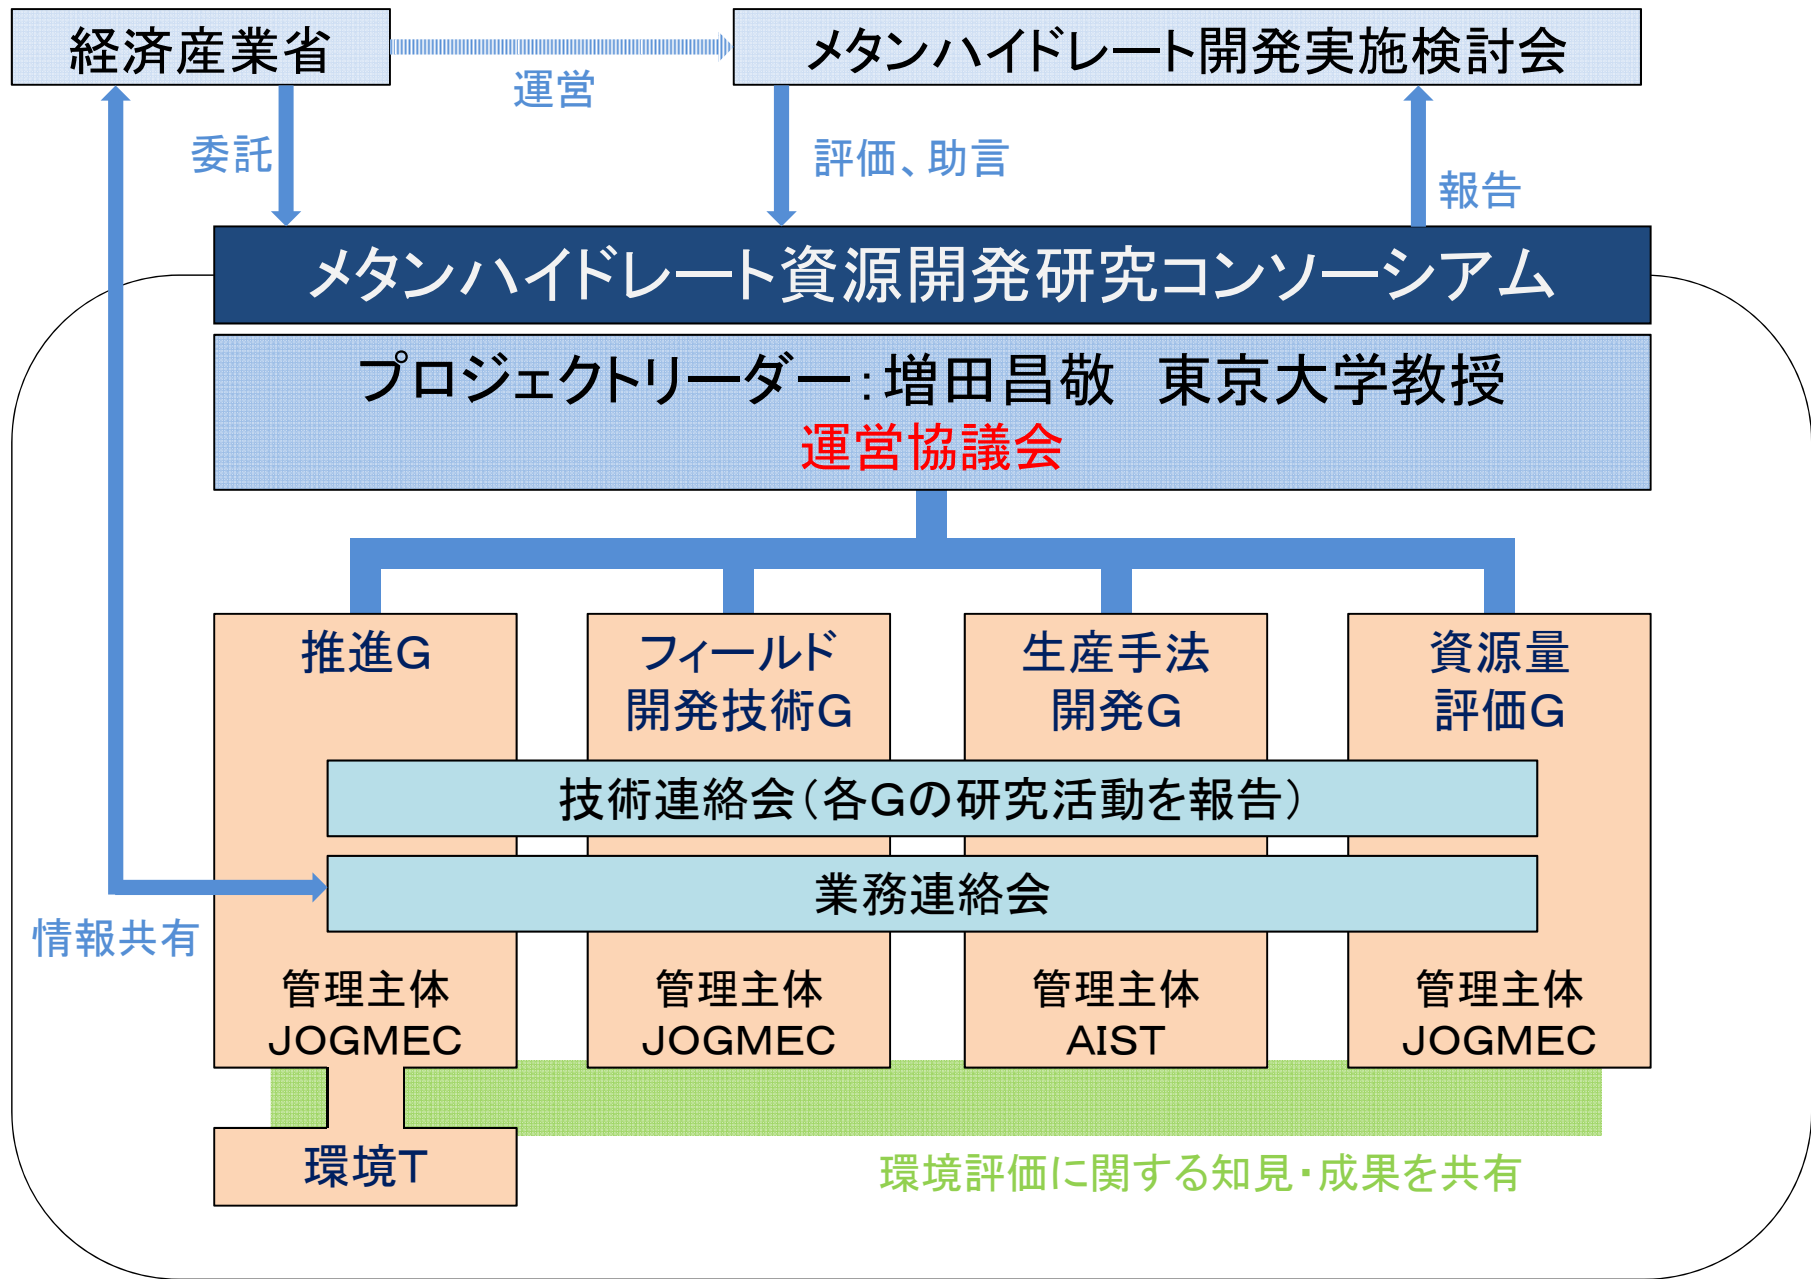 経済産業省
メタンハイドレート開発実施検討会
運営
委託
評価、助言
報告
メタンハイドレート資源開発研究コンソーシアム
プロジェクトリーダー：増田昌敬　東京大学教授
運営協議会
推進G
フィールド
開発技術G
生産手法
開発G
資源量
評価G
技術連絡会（各Gの研究活動を報告）
業務連絡会
情報共有
管理主体
JOGMEC
管理主体
JOGMEC
管理主体
AIST
管理主体
JOGMEC
環境T
環境評価に関する知見・成果を共有